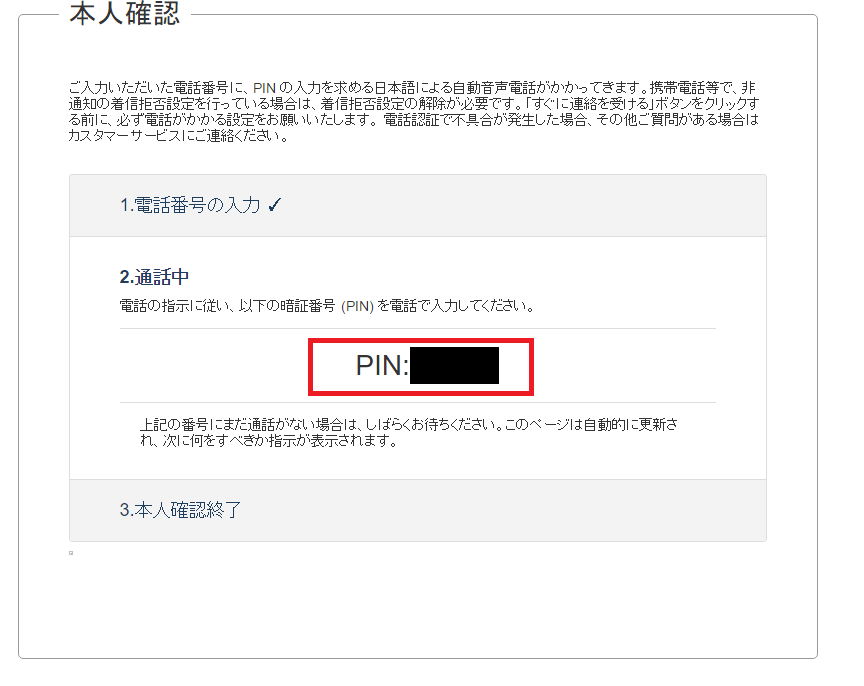 本人確認
ご入力いただいた電話番号に、PIN の入力を求める日本語による自動音声電話がかかってきます。携帯電話等で、非
通知の着信拒否設定を行っている場合は、着信拒否設定の解除が必要です。「すぐに連絡を受ける」ボタンをクリックす
る前に、必ず電話がかかる設定をお願いいたします。 電話認証で不具合が発生した場合、その他ご質問がある場合は
カスタマーサービスにご連絡ください。
1.電話番号の入力 ✓
2.通話中
電話の指示に従い、以下の暗証番号 (PIN) を電話で入力してください。
PIN:
上記の番号にまだ通話がない場合は、しばらくお待ちください。このページは自動的に更新さ
れ、次に何をすべきか指示が表示されます。
3.本人確認終了